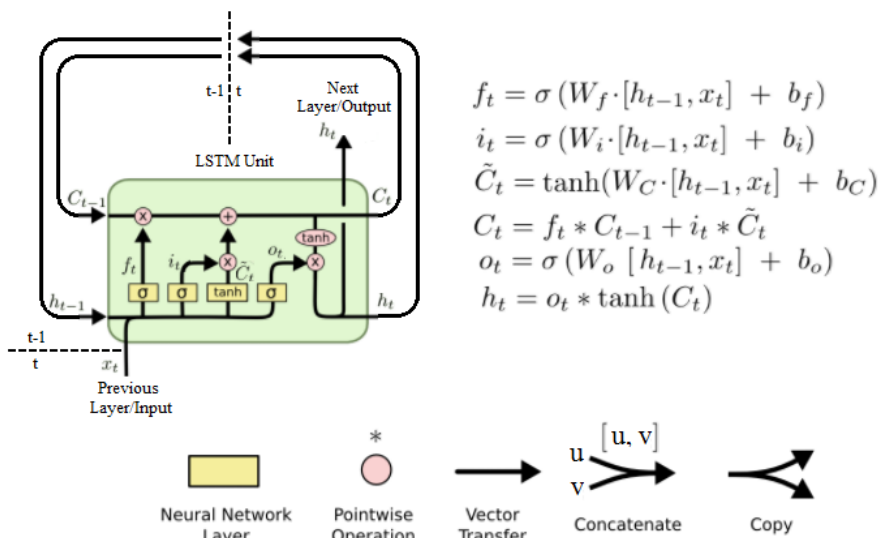 t-1 t
Next
Layer/Output
h_t
LSTM Unit
C_{t-1}
C_t
x
+
tanh
f_t
i_t
x
C̃_t
o_t
x
σ
σ
tanh
σ
h_{t-1}
h_t
t-1
t
x_t
Previous
Layer/Input
f_t = σ (W_f·[h_{t-1}, x_t] + b_f)
i_t = σ (W_i·[h_{t-1}, x_t] + b_i)
C̃_t = tanh(W_C·[h_{t-1}, x_t] + b_C)
C_t = f_t * C_{t-1} + i_t * C̃_t
o_t = σ (W_o [h_{t-1}, x_t] + b_o)
h_t = o_t * tanh (C_t)
*
u
v
[u, v]
Neural Network
Layer
Pointwise
Operation
Vector
Transfer
Concatenate
Copy